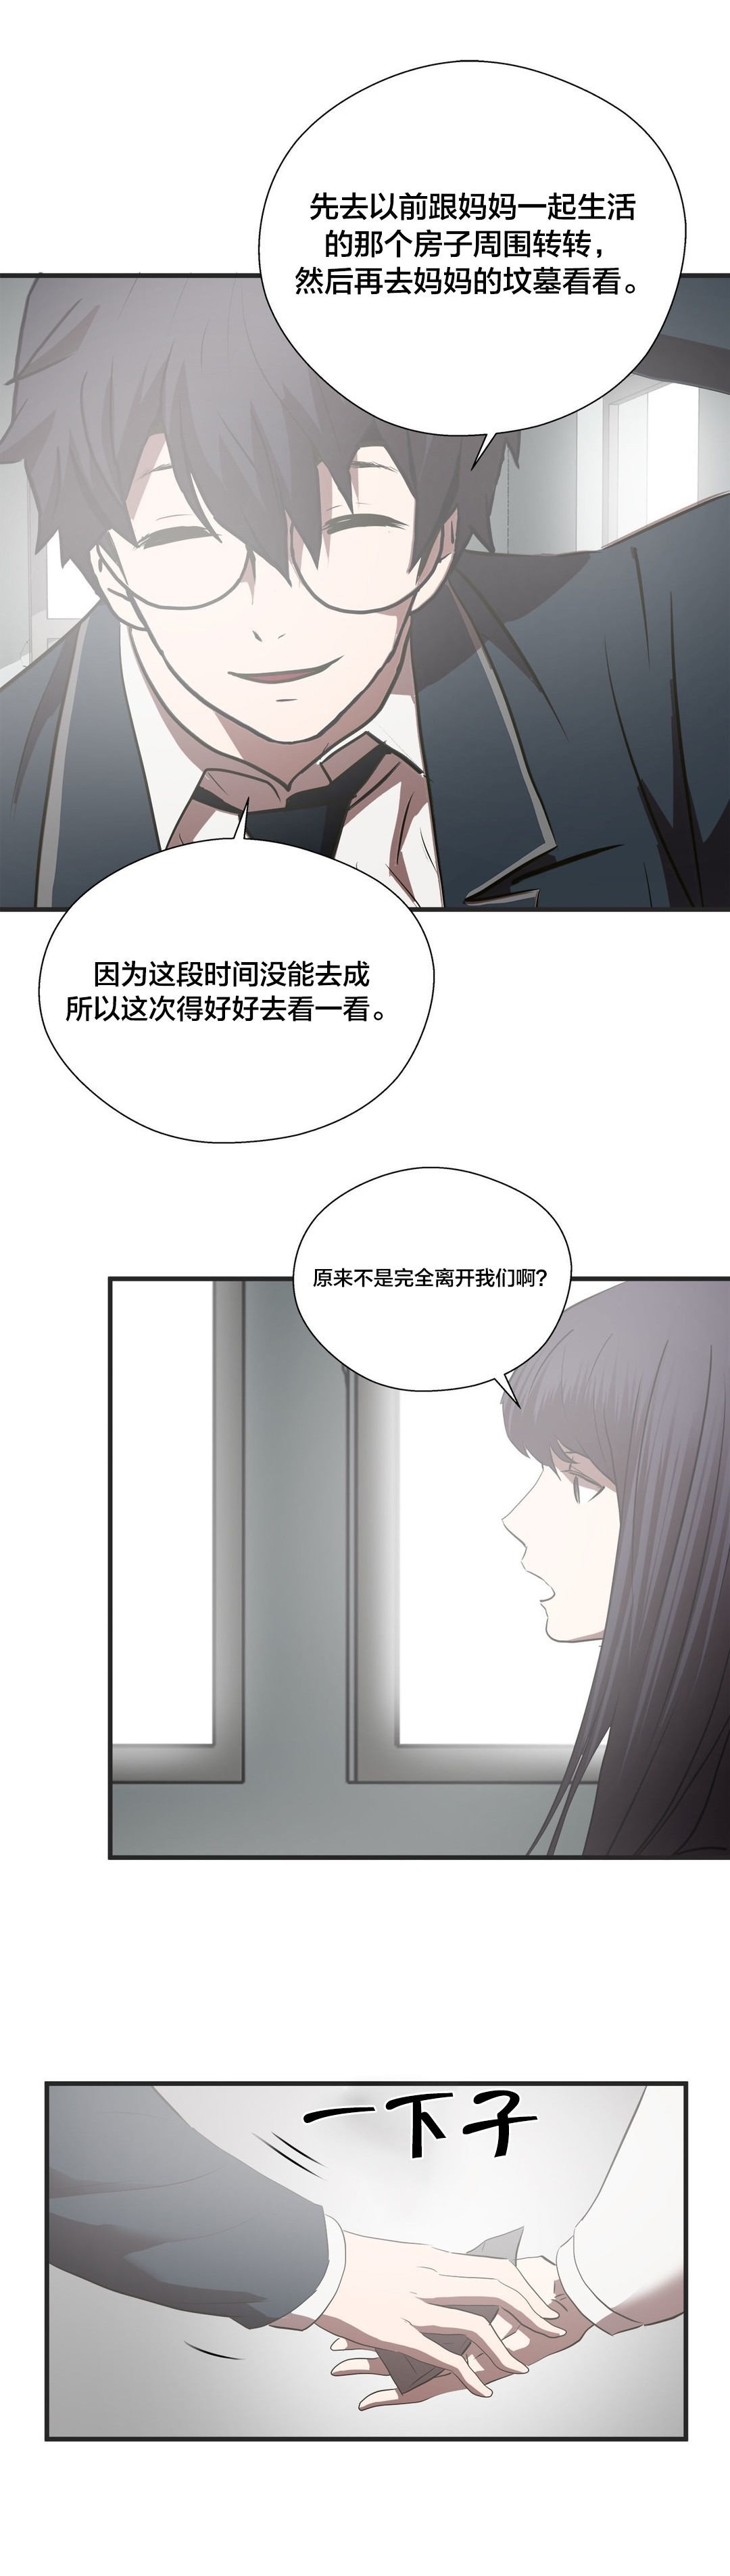 先去以前跟妈妈一起生活
的那个房子周围转转，
然后再去妈妈的坟墓看看。
因为这段时间没能去成
所以这次得好好去看一看。
原来不是完全离开我们啊？
一下子